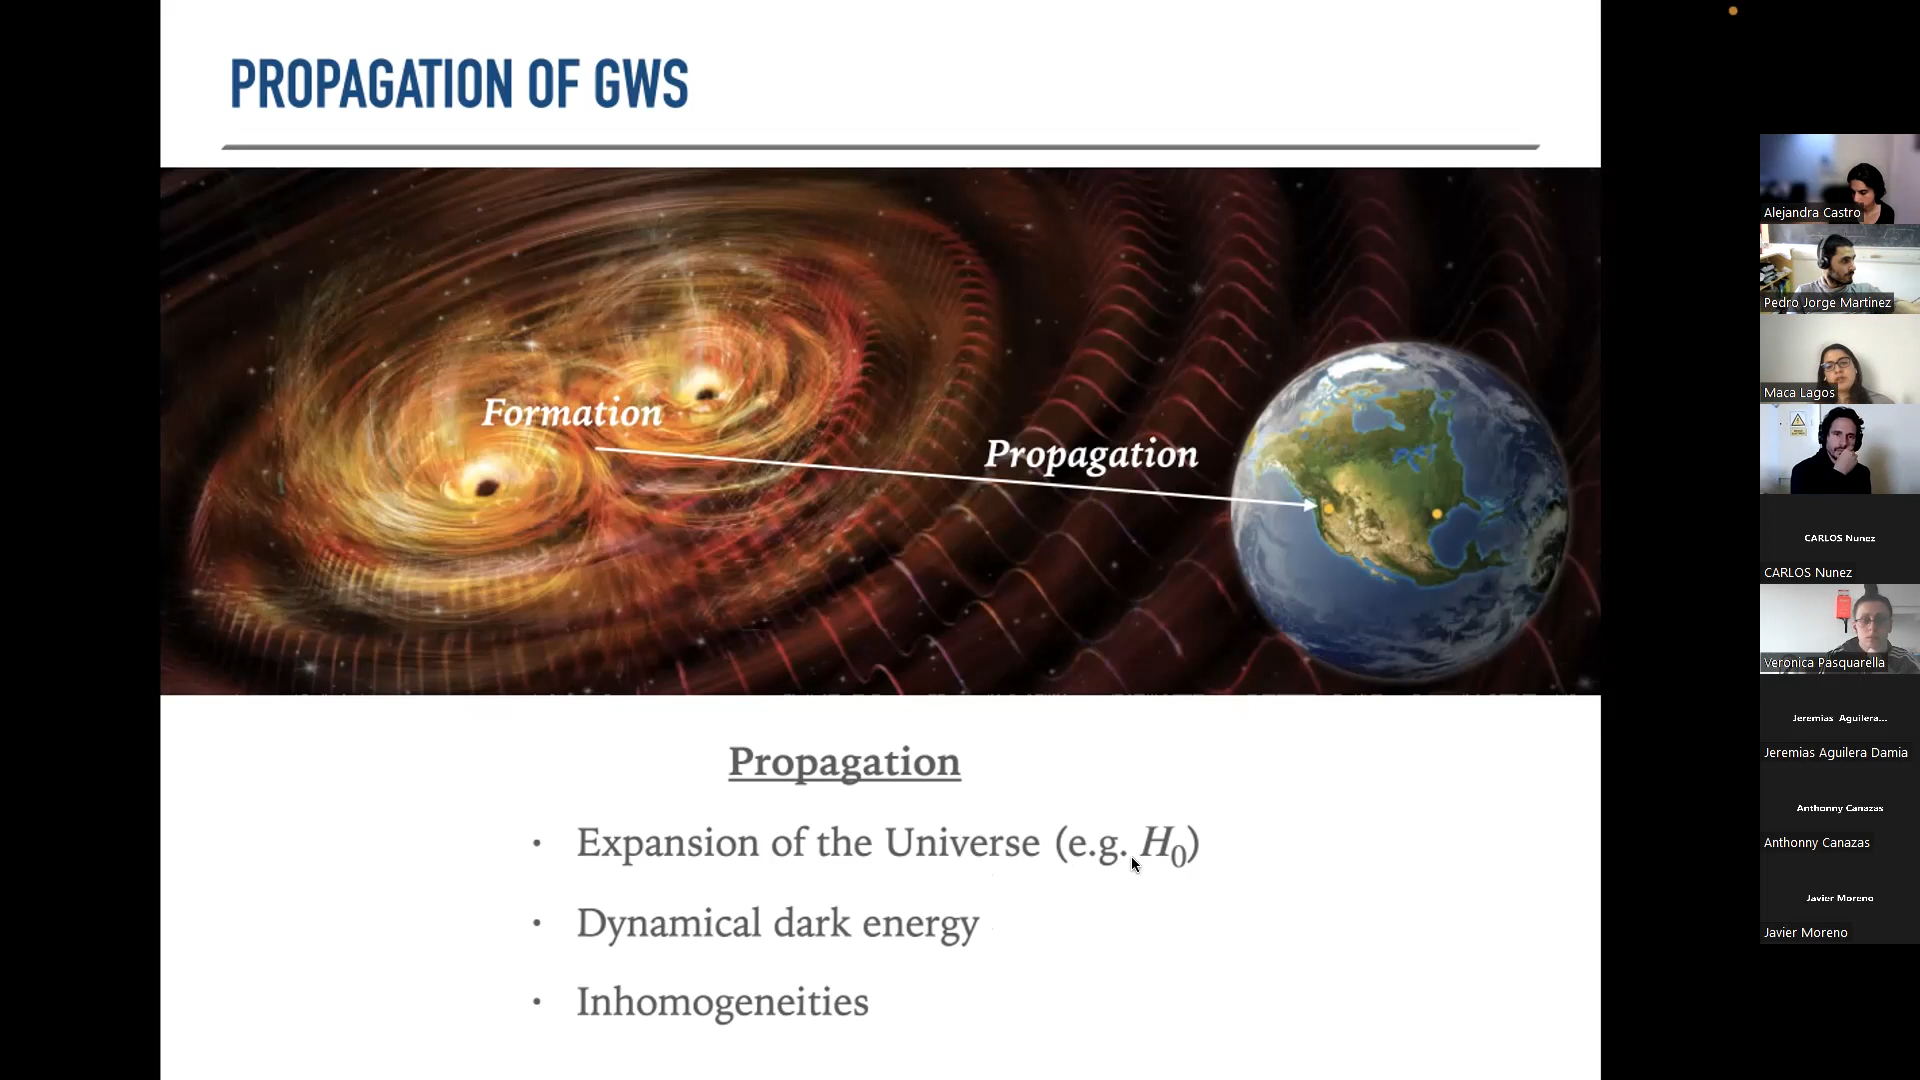 PROPAGATION OF GWS
Formation
Propagation
Propagation
· Expansion of the Universe (e.g. H₀)
· Dynamical dark energy
· Inhomogeneities
Alejandra Castro
Pedro Jorge Martinez
Maca Lagos
CARLOS Nunez
CARLOS Nunez
Veronica Pasquarella
Jeremias Aguilera...
Jeremias Aguilera Damia
Anthonny Canazas
Anthonny Canazas
Javier Moreno
Javier Moreno